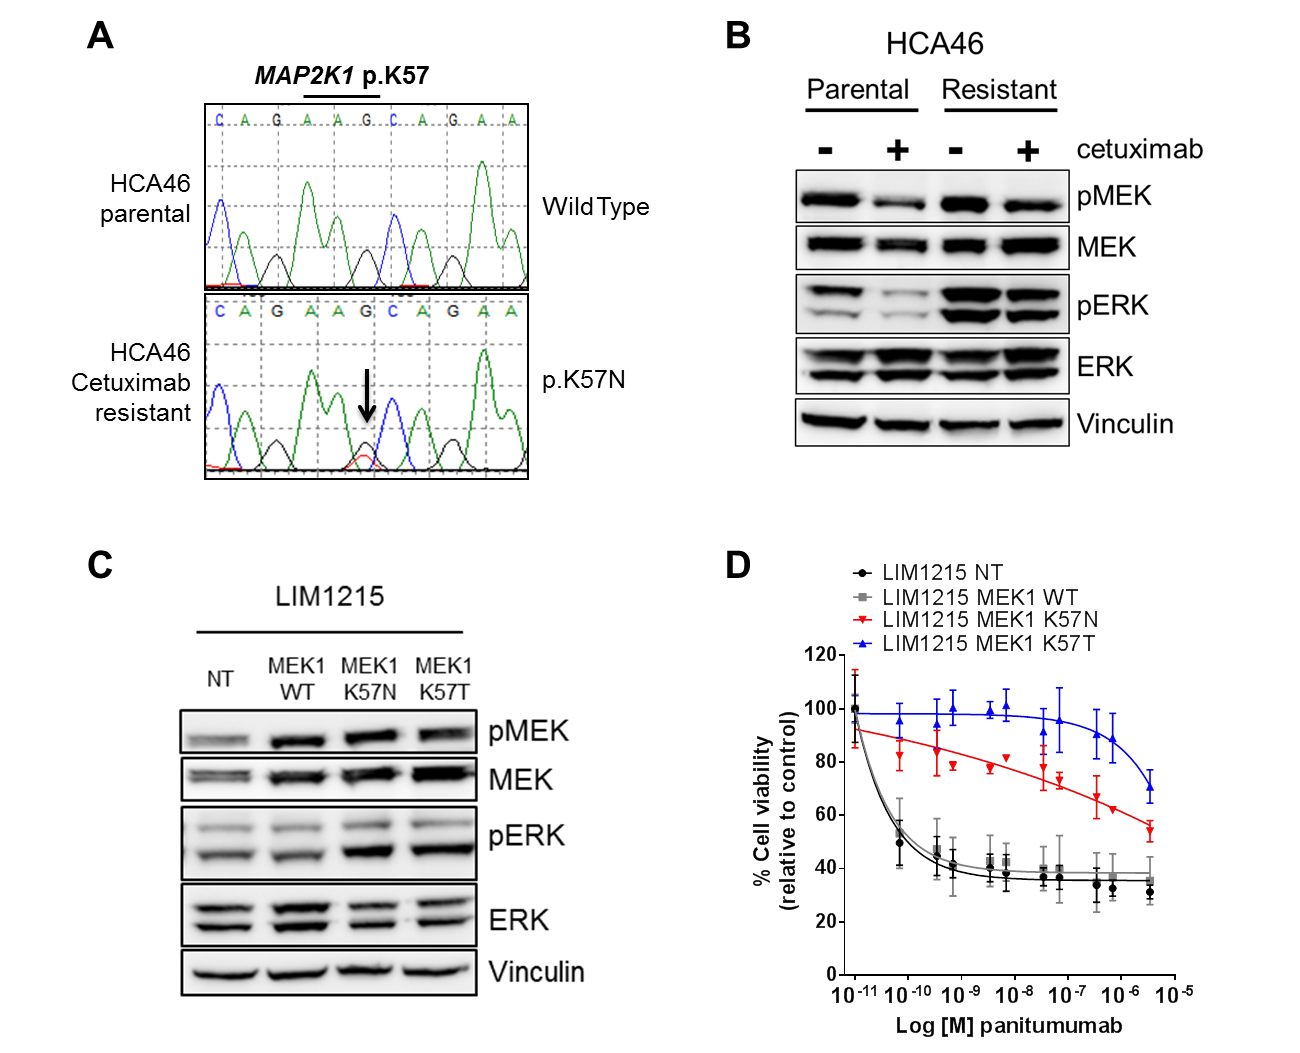 A
MAP2K1 p.K57
C A G A A G C A G A A
HCA46
parental
Wild Type
C A G A A G C A G A A
HCA46
Cetuximab
resistant
p.K57N
B
HCA46
Parental Resistant
- + - + cetuximab
pMEK
MEK
pERK
ERK
Vinculin
C
LIM1215
NT
MEK1
WT
MEK1
K57N
MEK1
K57T
pMEK
MEK
pERK
ERK
Vinculin
D
LIM1215 NT
LIM1215 MEK1 WT
LIM1215 MEK1 K57N
LIM1215 MEK1 K57T
% Cell viability
(relative to control)
120
100
80
60
40
20
0
10-11 10-10 10-9 10-8 10-7 10-6 10-5
Log [M] panitumumab